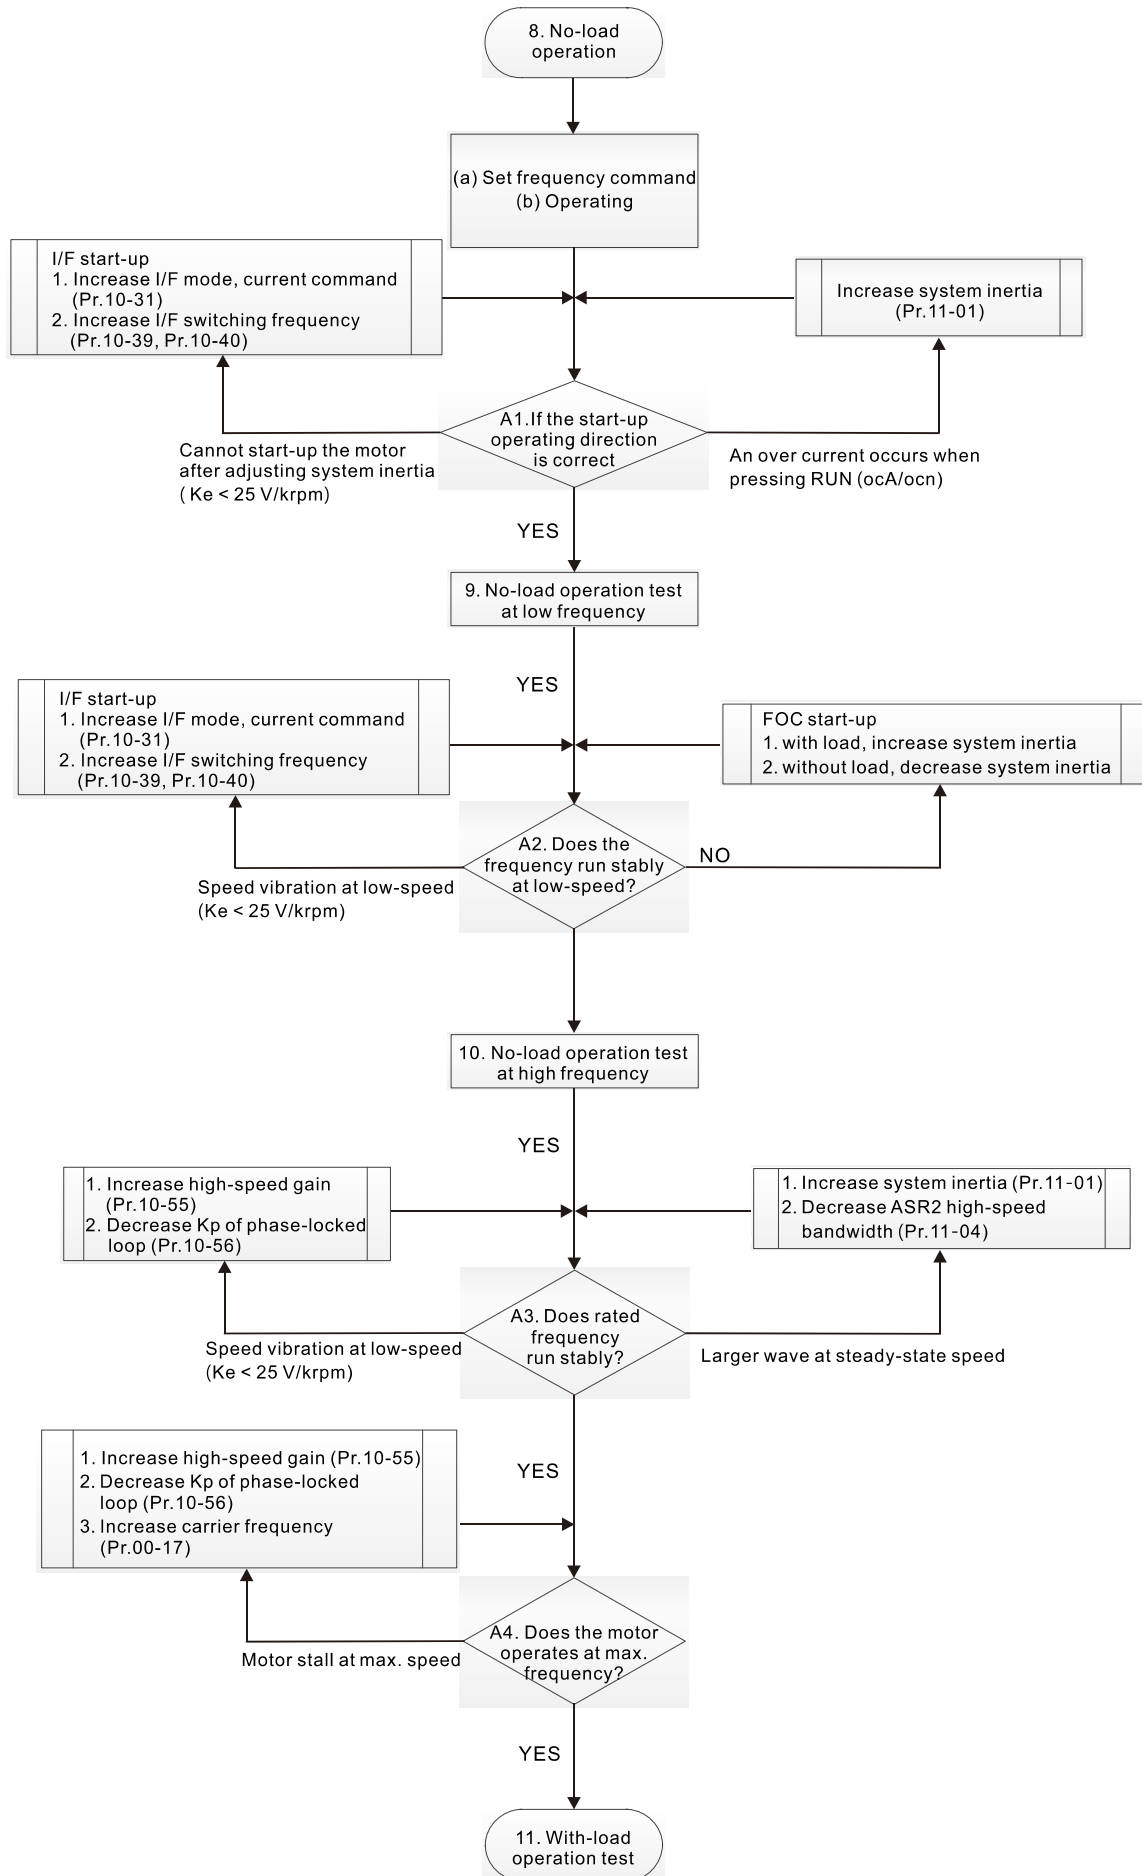 8. No-load
operation
(a) Set frequency command
(b) Operating
I/F start-up
1. Increase I/F mode, current command
(Pr.10-31)
2. Increase I/F switching frequency
(Pr.10-39, Pr.10-40)
Increase system inertia
(Pr.11-01)
A1.If the start-up
operating direction
is correct
Cannot start-up the motor
after adjusting system inertia
( Ke < 25 V/krpm)
An over current occurs when
pressing RUN (ocA/ocn)
YES
9. No-load operation test
at low frequency
YES
I/F start-up
1. Increase I/F mode, current command
(Pr.10-31)
2. Increase I/F switching frequency
(Pr.10-39, Pr.10-40)
FOC start-up
1. with load, increase system inertia
2. without load, decrease system inertia
A2. Does the
frequency run stably
at low-speed?
NO
Speed vibration at low-speed
(Ke < 25 V/krpm)
10. No-load operation test
at high frequency
YES
1. Increase high-speed gain
(Pr.10-55)
2. Decrease Kp of phase-locked
loop (Pr.10-56)
1. Increase system inertia (Pr.11-01)
2. Decrease ASR2 high-speed
bandwidth (Pr.11-04)
A3. Does rated
frequency
run stably?
Speed vibration at low-speed
(Ke < 25 V/krpm)
Larger wave at steady-state speed
YES
1. Increase high-speed gain (Pr.10-55)
2. Decrease Kp of phase-locked
loop (Pr.10-56)
3. Increase carrier frequency
(Pr.00-17)
A4. Does the motor
operates at max.
frequency?
Motor stall at max. speed
YES
11. With-load
operation test